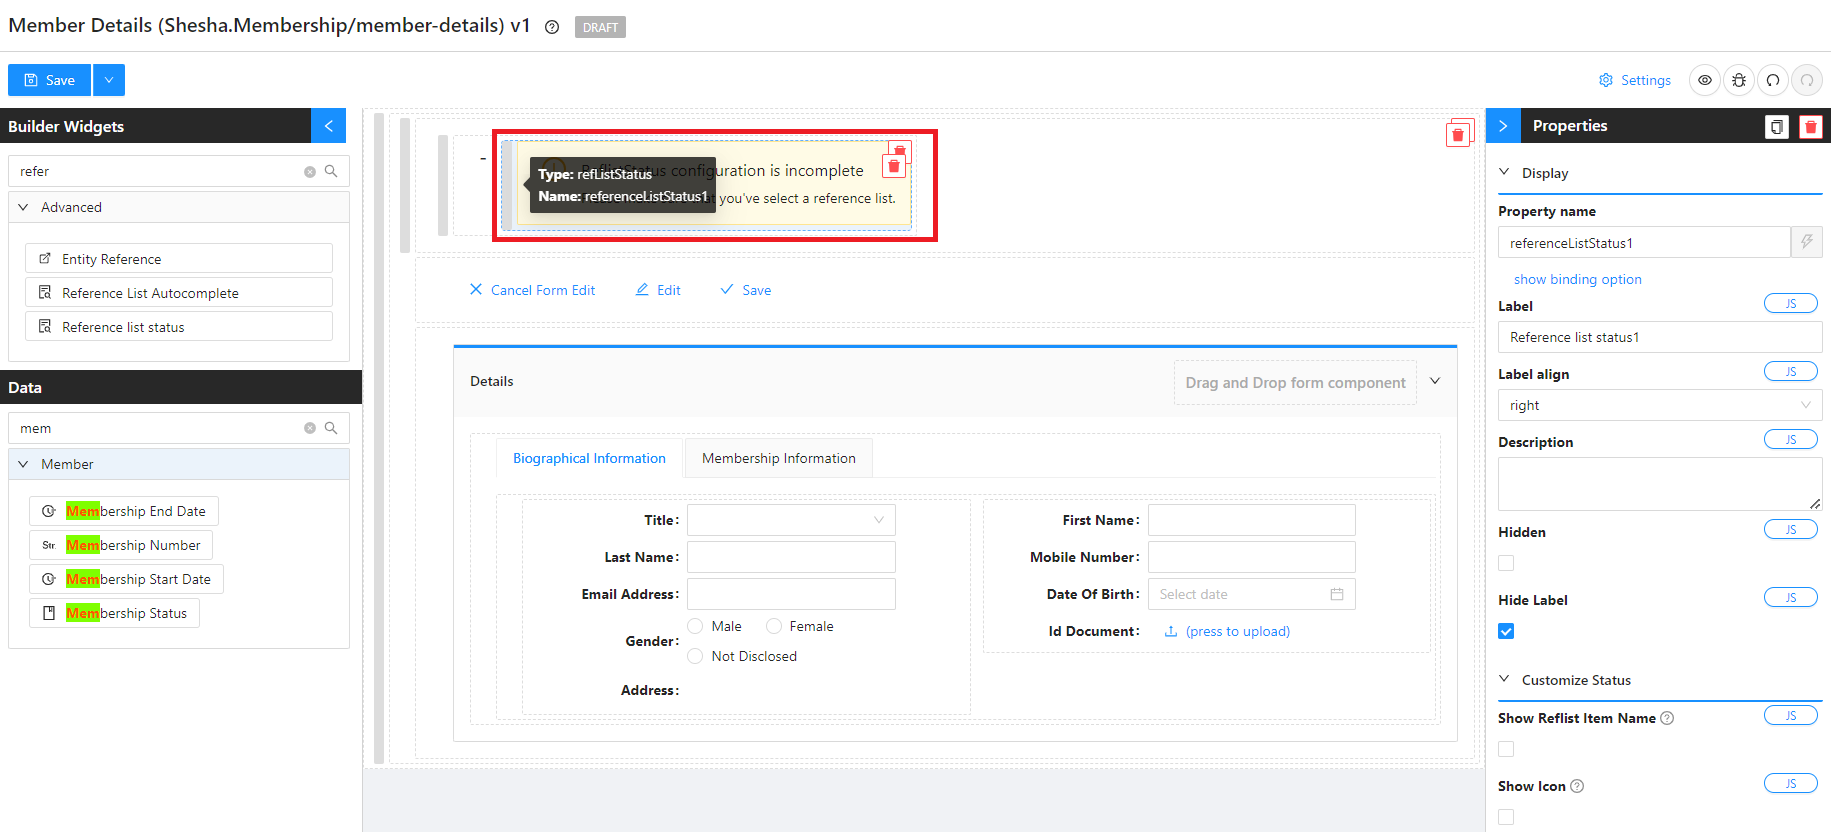 Member Details (Shesha.Membership/member-details) v1 DRAFT
Save
Settings
Builder Widgets
refer
Advanced
Entity Reference
Reference List Autocomplete
Reference list status
Data
mem
Member
Membership End Date
Str. Membership Number
Membership Start Date
Membership Status
-
configuration is incomplete
you've select a reference list.
Type: refListStatus
Name: referenceListStatus1
Cancel Form Edit
Edit
Save
Details
Drag and Drop form component
Biographical Information
Membership Information
Title:
Last Name:
Email Address:
Gender:
Male
Female
Not Disclosed
Address:
First Name:
Mobile Number:
Date Of Birth:
Select date
Id Document:
(press to upload)
Properties
Display
Property name
referenceListStatus1
show binding option
Label
JS
Reference list status1
Label align
JS
right
Description
JS
Hidden
JS
Hide Label
JS
Customize Status
Show Reflist Item Name
JS
Show Icon
JS